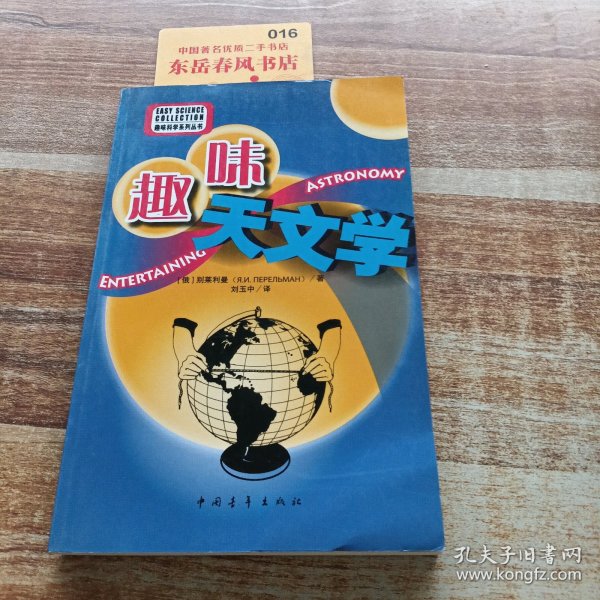 016
中国著名优质二手书店
东岳春风书店
EASY SCIENCE
COLLECTION
趣味科学系列丛书
趣味
天文学
ASTRONOMY
ENTERTAINING
[俄] 别莱利曼（Я.И. ПЕРЕЛЬМАН）/ 著
刘玉中 / 译
中国青年出版社
孔夫子旧书网
www.kongfz.com